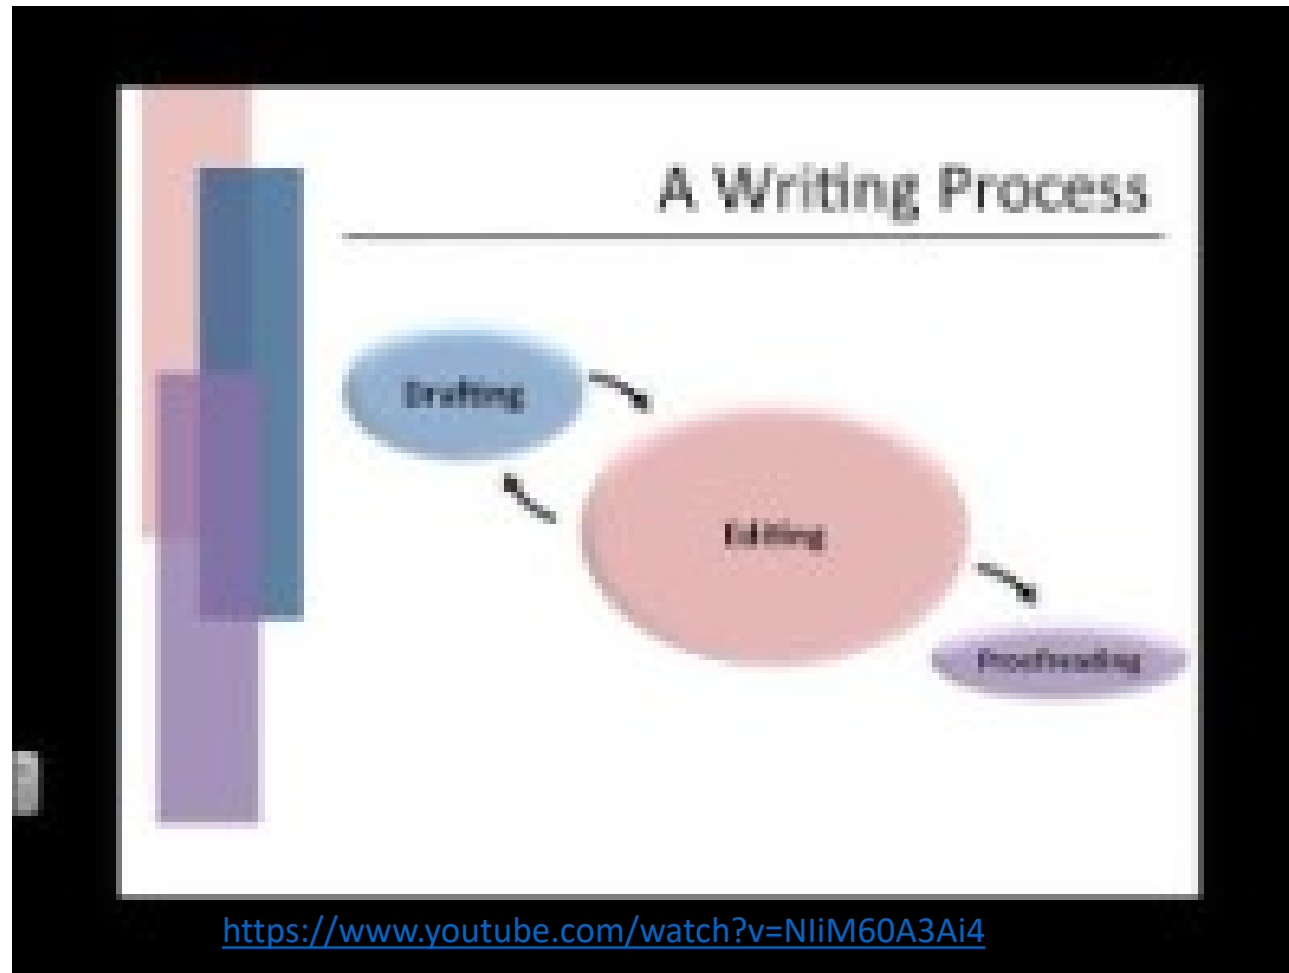 A Writing Process
Drafting
Editing
Proofreading
https://www.youtube.com/watch?v=NIiM60A3Ai4